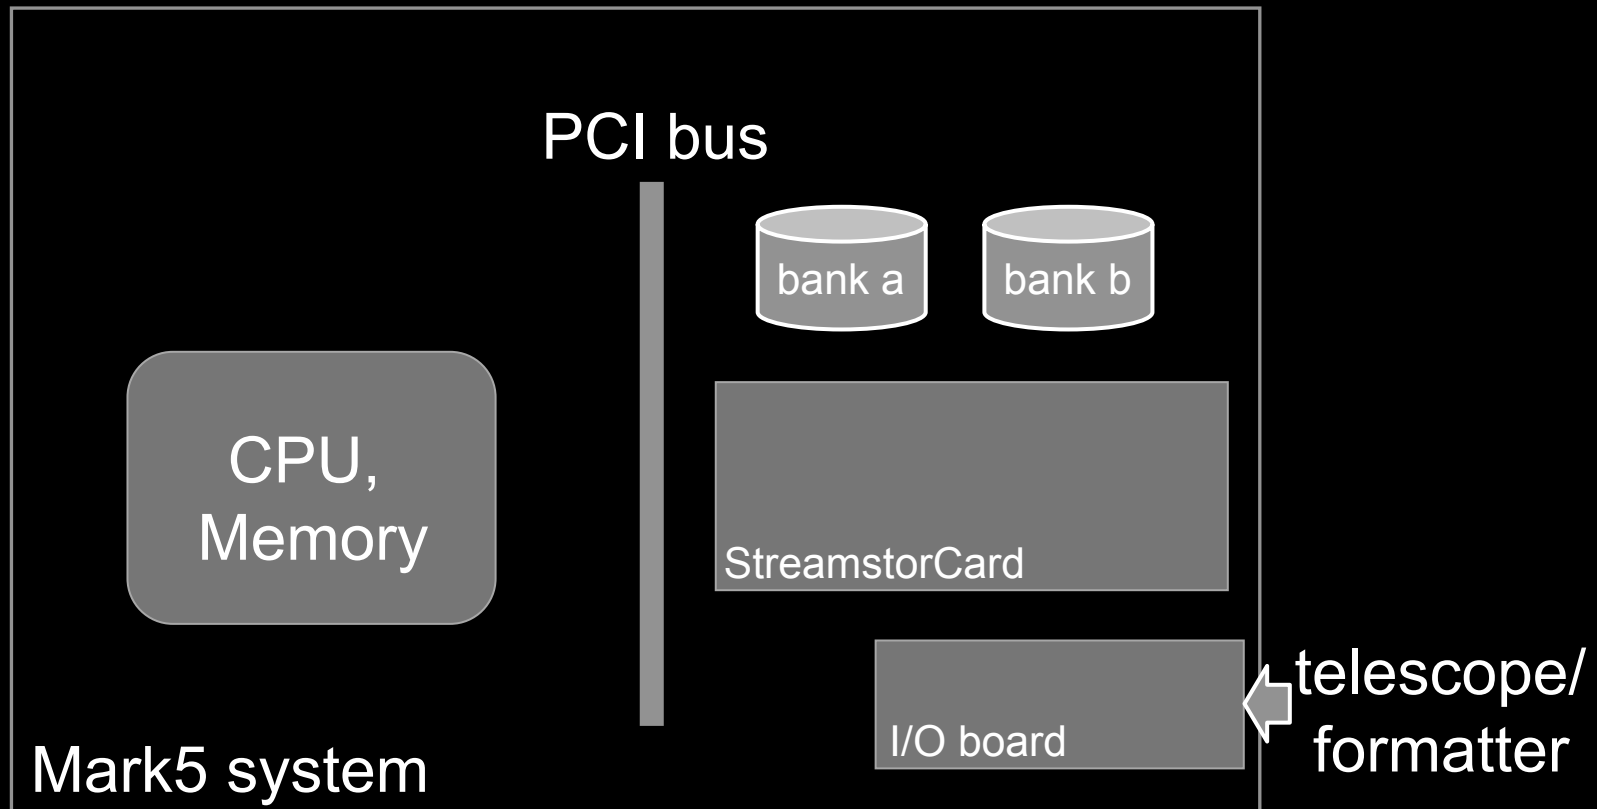 PCI bus
bank a
bank b
CPU,
Memory
StreamstorCard
I/O board
telescope/
formatter
Mark5 system